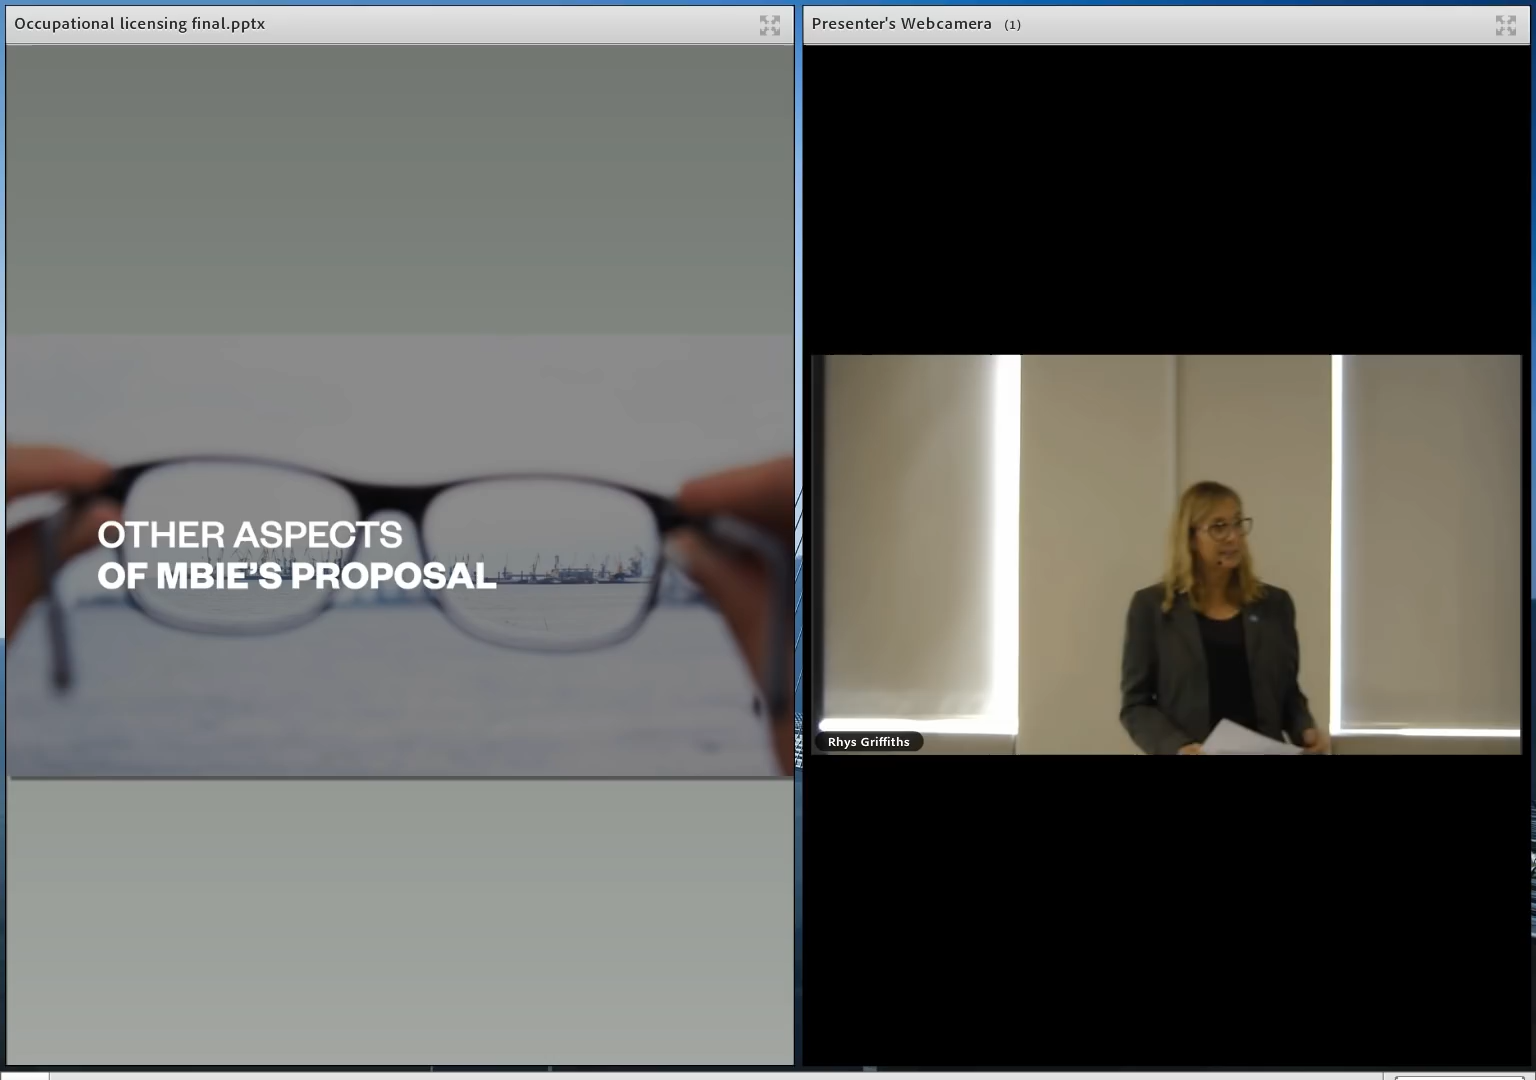 Occupational licensing final.pptx
Presenter's Webcamera (1)
OTHER ASPECTS
OF MBIE’S PROPOSAL
Rhys Griffiths